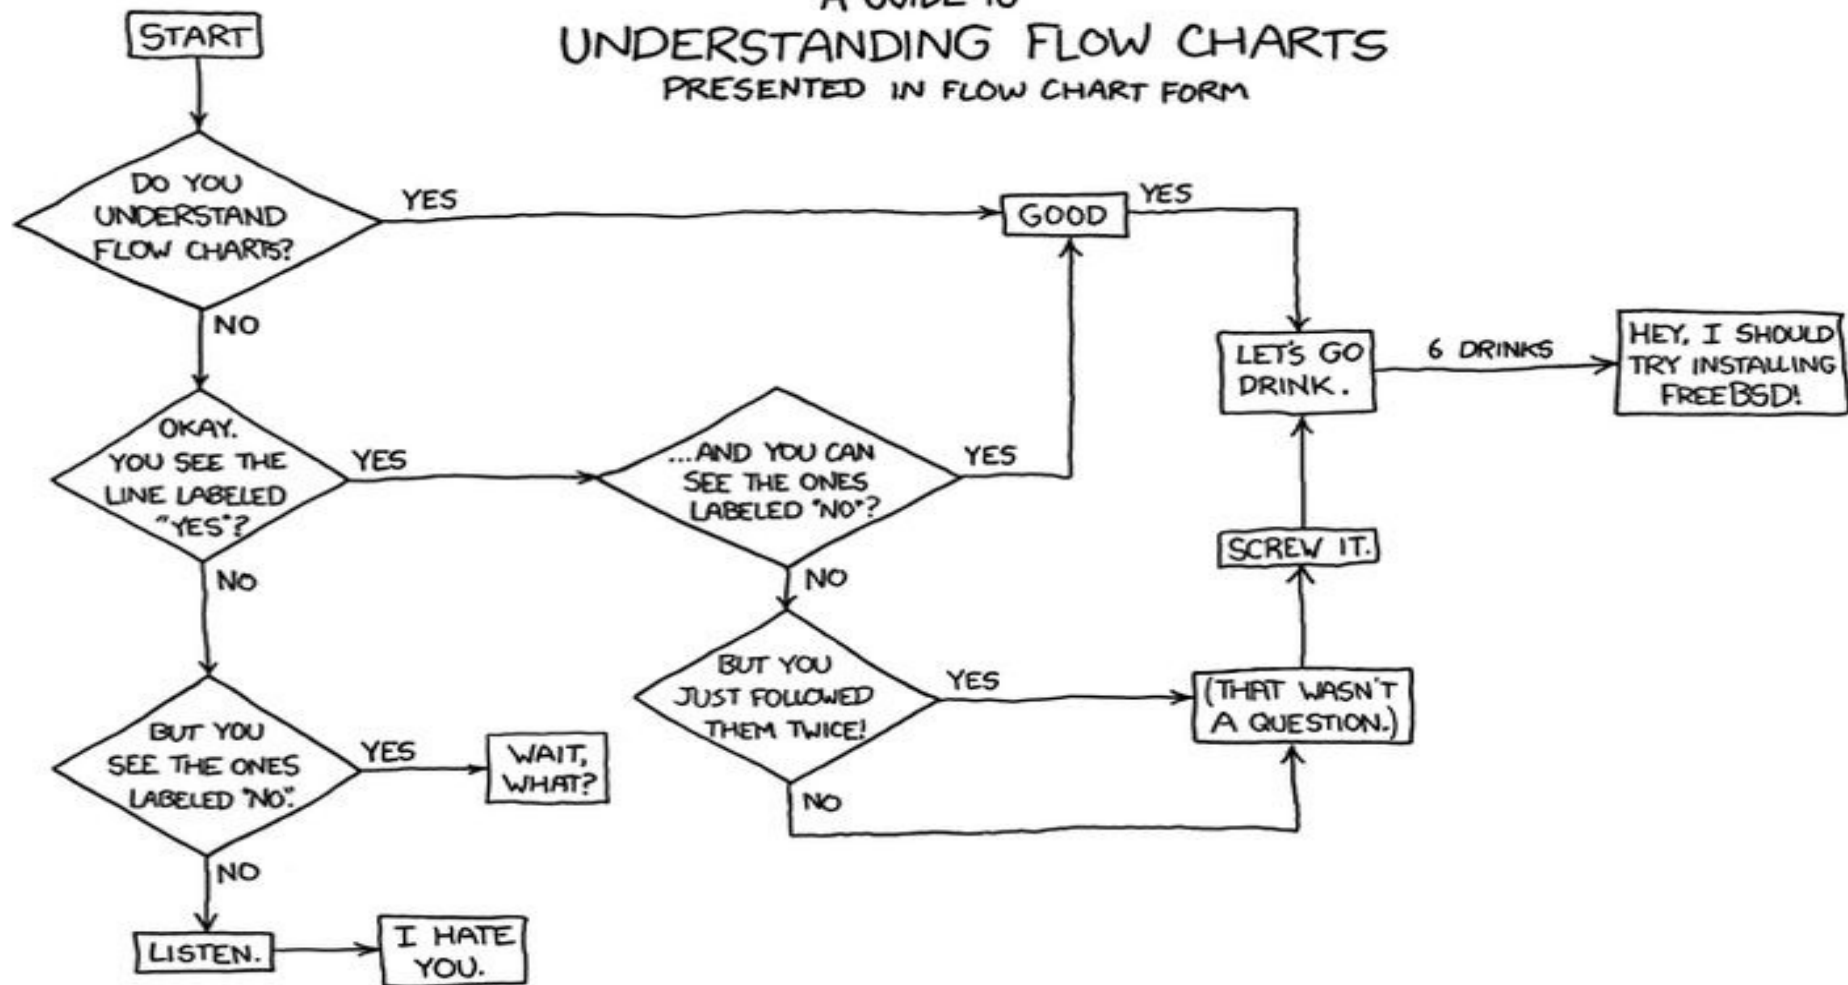 A GUIDE TO
UNDERSTANDING FLOW CHARTS
PRESENTED IN FLOW CHART FORM
START
DO YOU
UNDERSTAND
FLOW CHARTS?
YES
GOOD
YES
NO
LET'S GO
DRINK.
6 DRINKS
HEY, I SHOULD
TRY INSTALLING
FREEBSD!
OKAY.
YOU SEE THE
LINE LABELED
"YES"?
YES
...AND YOU CAN
SEE THE ONES
LABELED "NO"?
YES
NO
NO
SCREW IT.
BUT YOU
JUST FOLLOWED
THEM TWICE!
YES
(THAT WASN'T
A QUESTION.)
NO
BUT YOU
SEE THE ONES
LABELED "NO".
YES
WAIT,
WHAT?
NO
LISTEN.
I HATE
YOU.